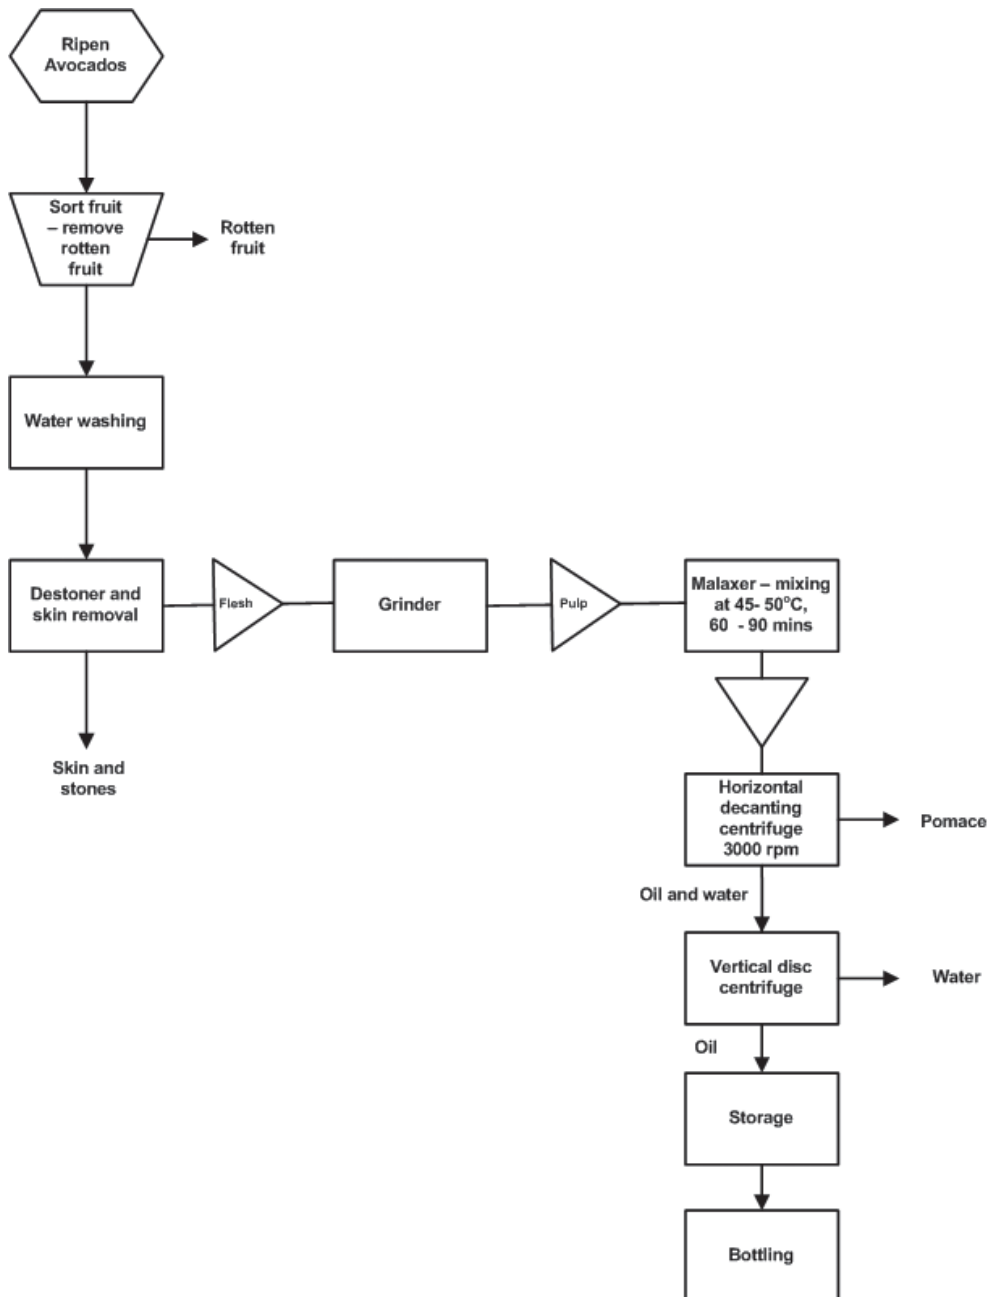 Ripen
Avocados
Sort fruit
– remove
rotten
fruit
Rotten
fruit
Water washing
Destoner and
skin removal
Flesh
Grinder
Pulp
Malaxer – mixing
at 45- 50°C,
60 - 90 mins
Skin and
stones
Horizontal
decanting
centrifuge
3000 rpm
Pomace
Oil and water
Vertical disc
centrifuge
Water
Oil
Storage
Bottling